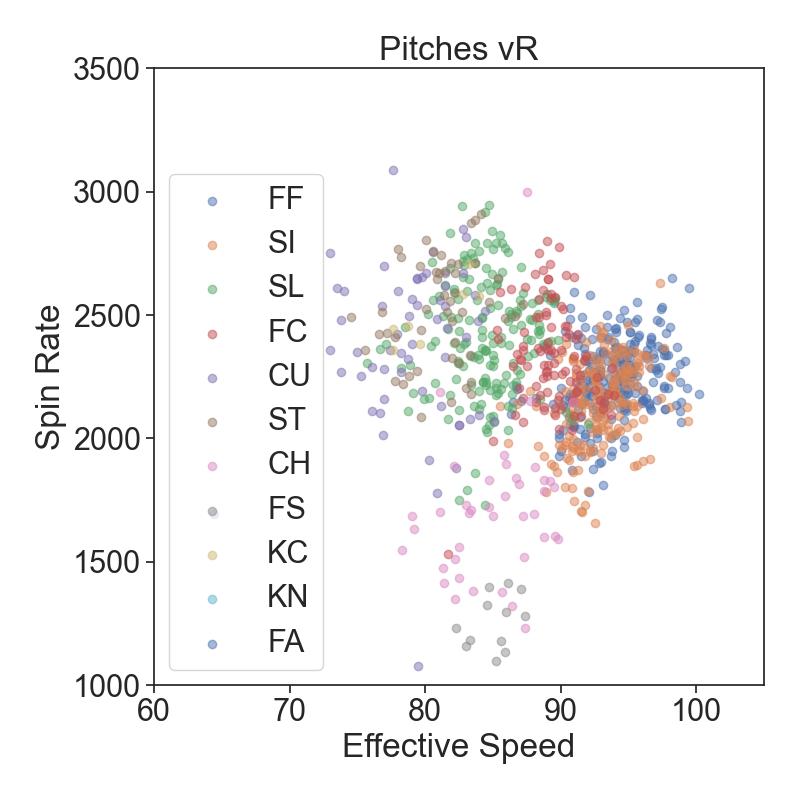 Pitches vR
3500
3000
2500
2000
1500
1000
Spin Rate
FF
SI
SL
FC
CU
ST
CH
FS
KC
KN
FA
60 70 80 90 100
Effective Speed